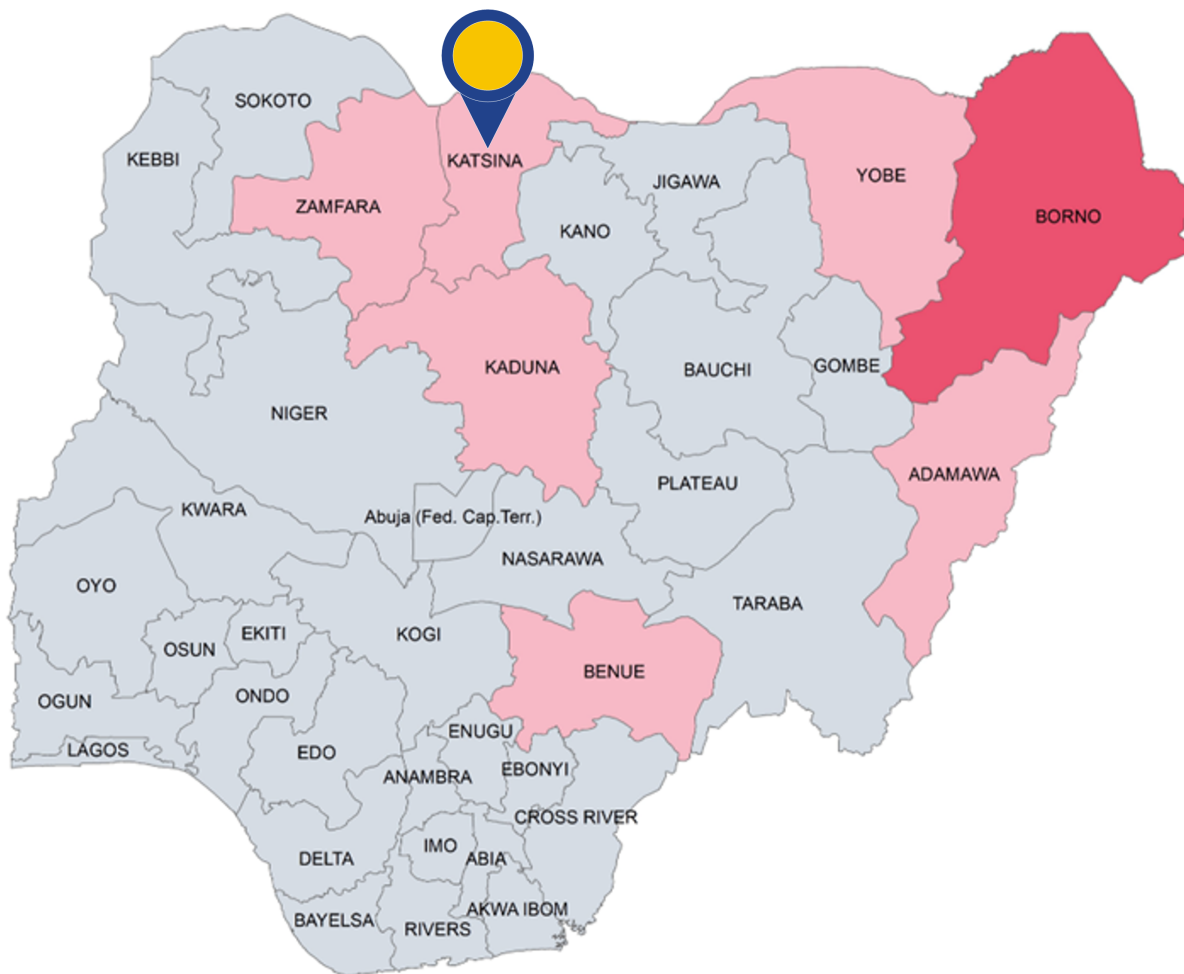 SOKOTO
KEBBI
KATSINA
ZAMFARA
JIGAWA
YOBE
BORNO
KANO
KADUNA
BAUCHI
GOMBE
NIGER
ADAMAWA
PLATEAU
KWARA
Abuja (Fed. Cap.Terr.)
NASARAWA
OYO
TARABA
EKITI
KOGI
OSUN
BENUE
OGUN
ONDO
ENUGU
LAGOS
EDO
EBONYI
ANAMBRA
CROSS RIVER
IMO
DELTA
ABIA
AKWA IBOM
BAYELSA
RIVERS